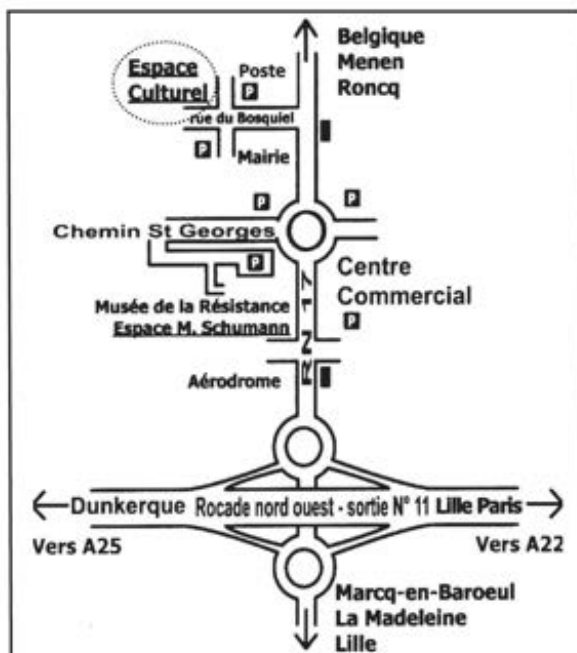 Belgique
Menen
Roncq
Espace
Culturel
Poste
P
rue du Bosquiel
P
Mairie
P
P
Chemin St Georges
P
Centre
Commercial
P
Musée de la Résistance
Espace M. Schumann
RN 17
Aérodrome
Dunkerque
Rocade nord ouest - sortie N° 11
Lille Paris
Vers A25
Vers A22
Marcq-en-Baroeul
La Madeleine
Lille